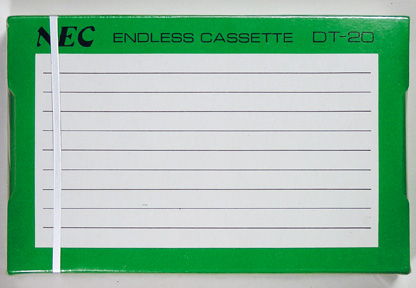 NEC ENDLESS CASSETTE DT-20